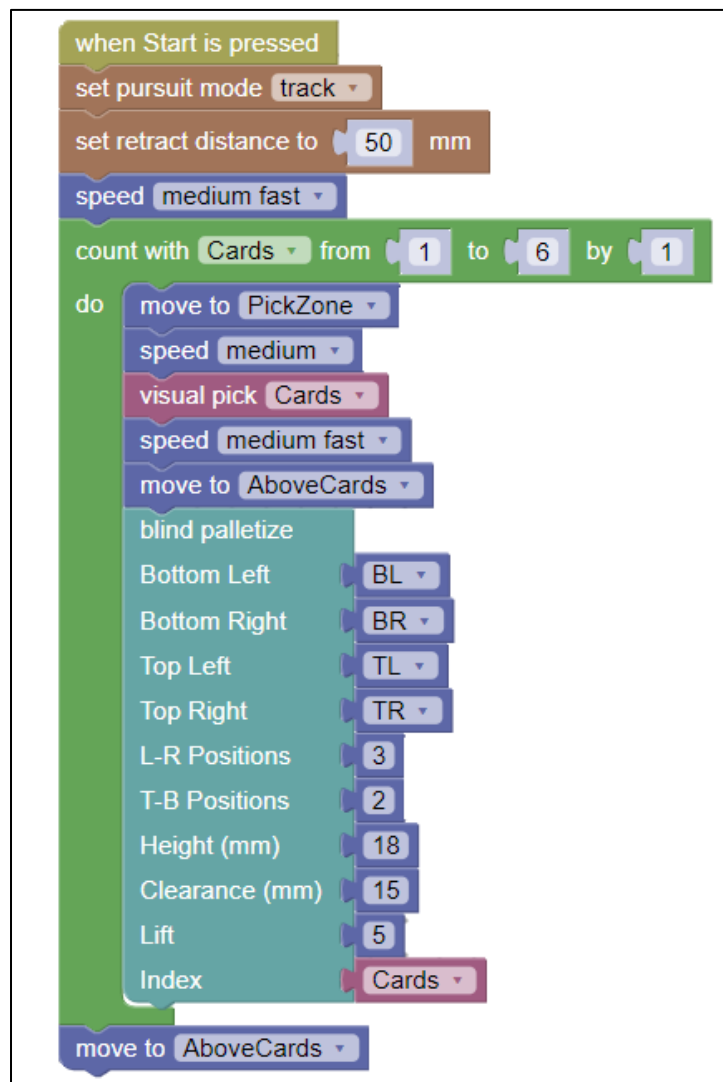 when Start is pressed
set pursuit mode track
set retract distance to 50 mm
speed medium fast
count with Cards from 1 to 6 by 1
do move to PickZone
speed medium
visual pick Cards
speed medium fast
move to AboveCards
blind palletize
Bottom Left BL
Bottom Right BR
Top Left TL
Top Right TR
L-R Positions 3
T-B Positions 2
Height (mm) 18
Clearance (mm) 15
Lift 5
Index Cards
move to AboveCards